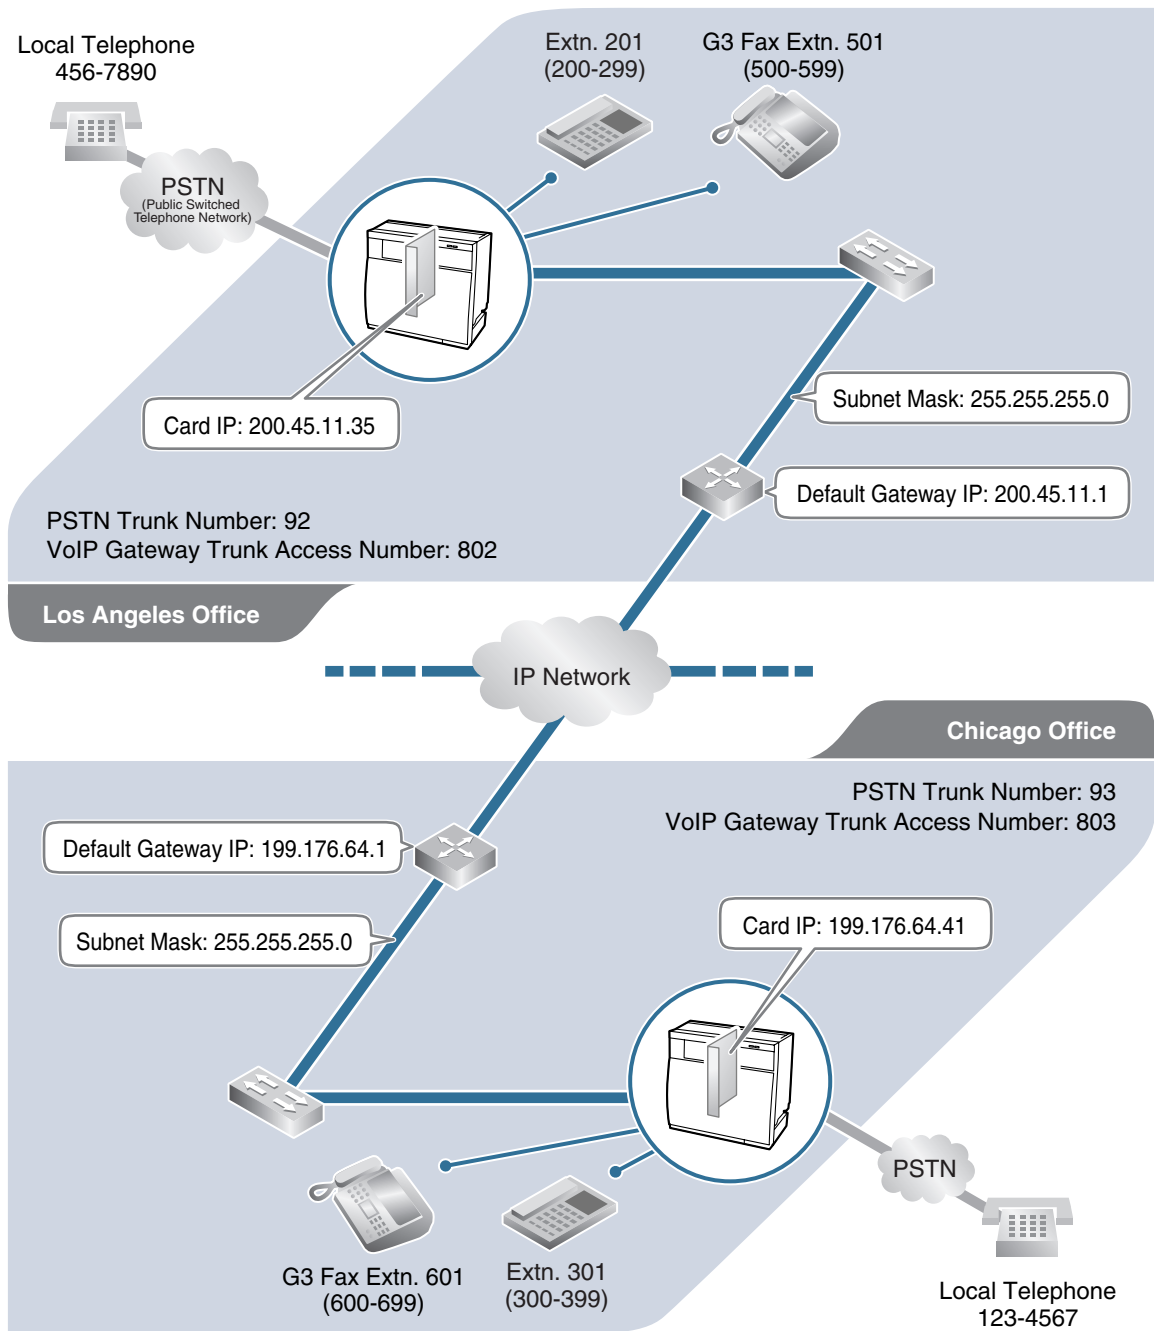 Local Telephone
456-7890
Extn. 201
(200-299)
G3 Fax Extn. 501
(500-599)
PSTN
(Public Switched
Telephone Network)
Card IP: 200.45.11.35
Subnet Mask: 255.255.255.0
Default Gateway IP: 200.45.11.1
PSTN Trunk Number: 92
VoIP Gateway Trunk Access Number: 802
Los Angeles Office
IP Network
Chicago Office
PSTN Trunk Number: 93
VoIP Gateway Trunk Access Number: 803
Default Gateway IP: 199.176.64.1
Subnet Mask: 255.255.255.0
Card IP: 199.176.64.41
PSTN
G3 Fax Extn. 601
(600-699)
Extn. 301
(300-399)
Local Telephone
123-4567